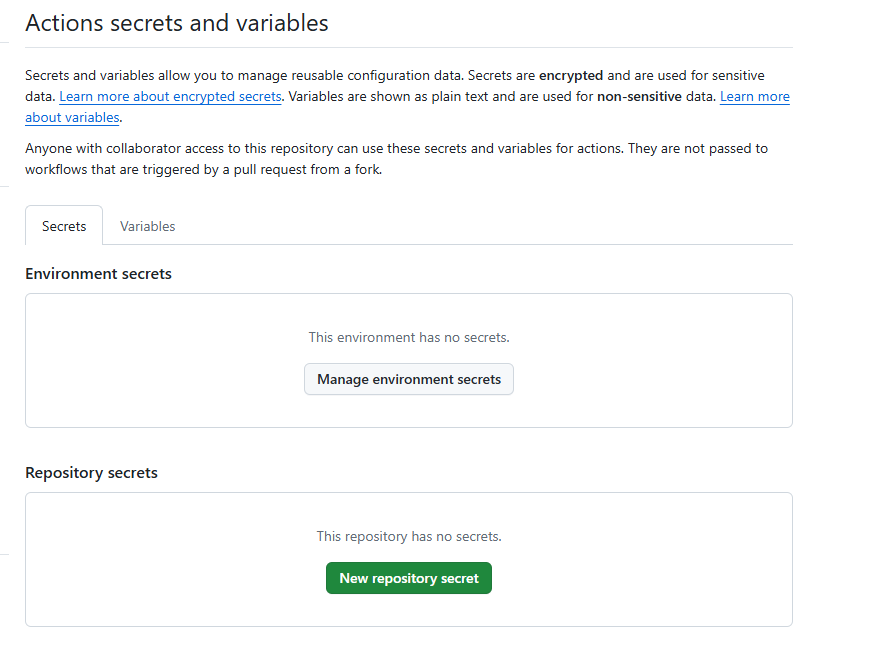 Actions secrets and variables
Secrets and variables allow you to manage reusable configuration data. Secrets are encrypted and are used for sensitive
data. Learn more about encrypted secrets. Variables are shown as plain text and are used for non-sensitive data. Learn more
about variables.
Anyone with collaborator access to this repository can use these secrets and variables for actions. They are not passed to
workflows that are triggered by a pull request from a fork.
Secrets Variables
Environment secrets
This environment has no secrets.
Manage environment secrets
Repository secrets
This repository has no secrets.
New repository secret